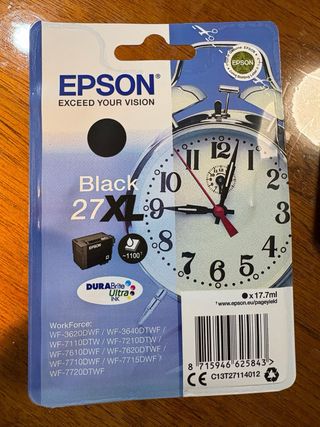 EPSON®
EXCEED YOUR VISION
EPSON
Black
27XL
~1100¹
DURABrite
Ultra
INK
WorkForce:
WF-3620DWF / WF-3640DTWF
WF-7110DTW / WF-7210DTW
WF-7610DWF / WF-7620DTWF
WF-7710DWF / WF-7715DWF
WF-7720DTWF
11 12 1
10 2
9 3
8 4
7 6 5
● x 17.7ml
¹ www.epson.eu/pageyield
8 715946 625843 >
C13T27114012